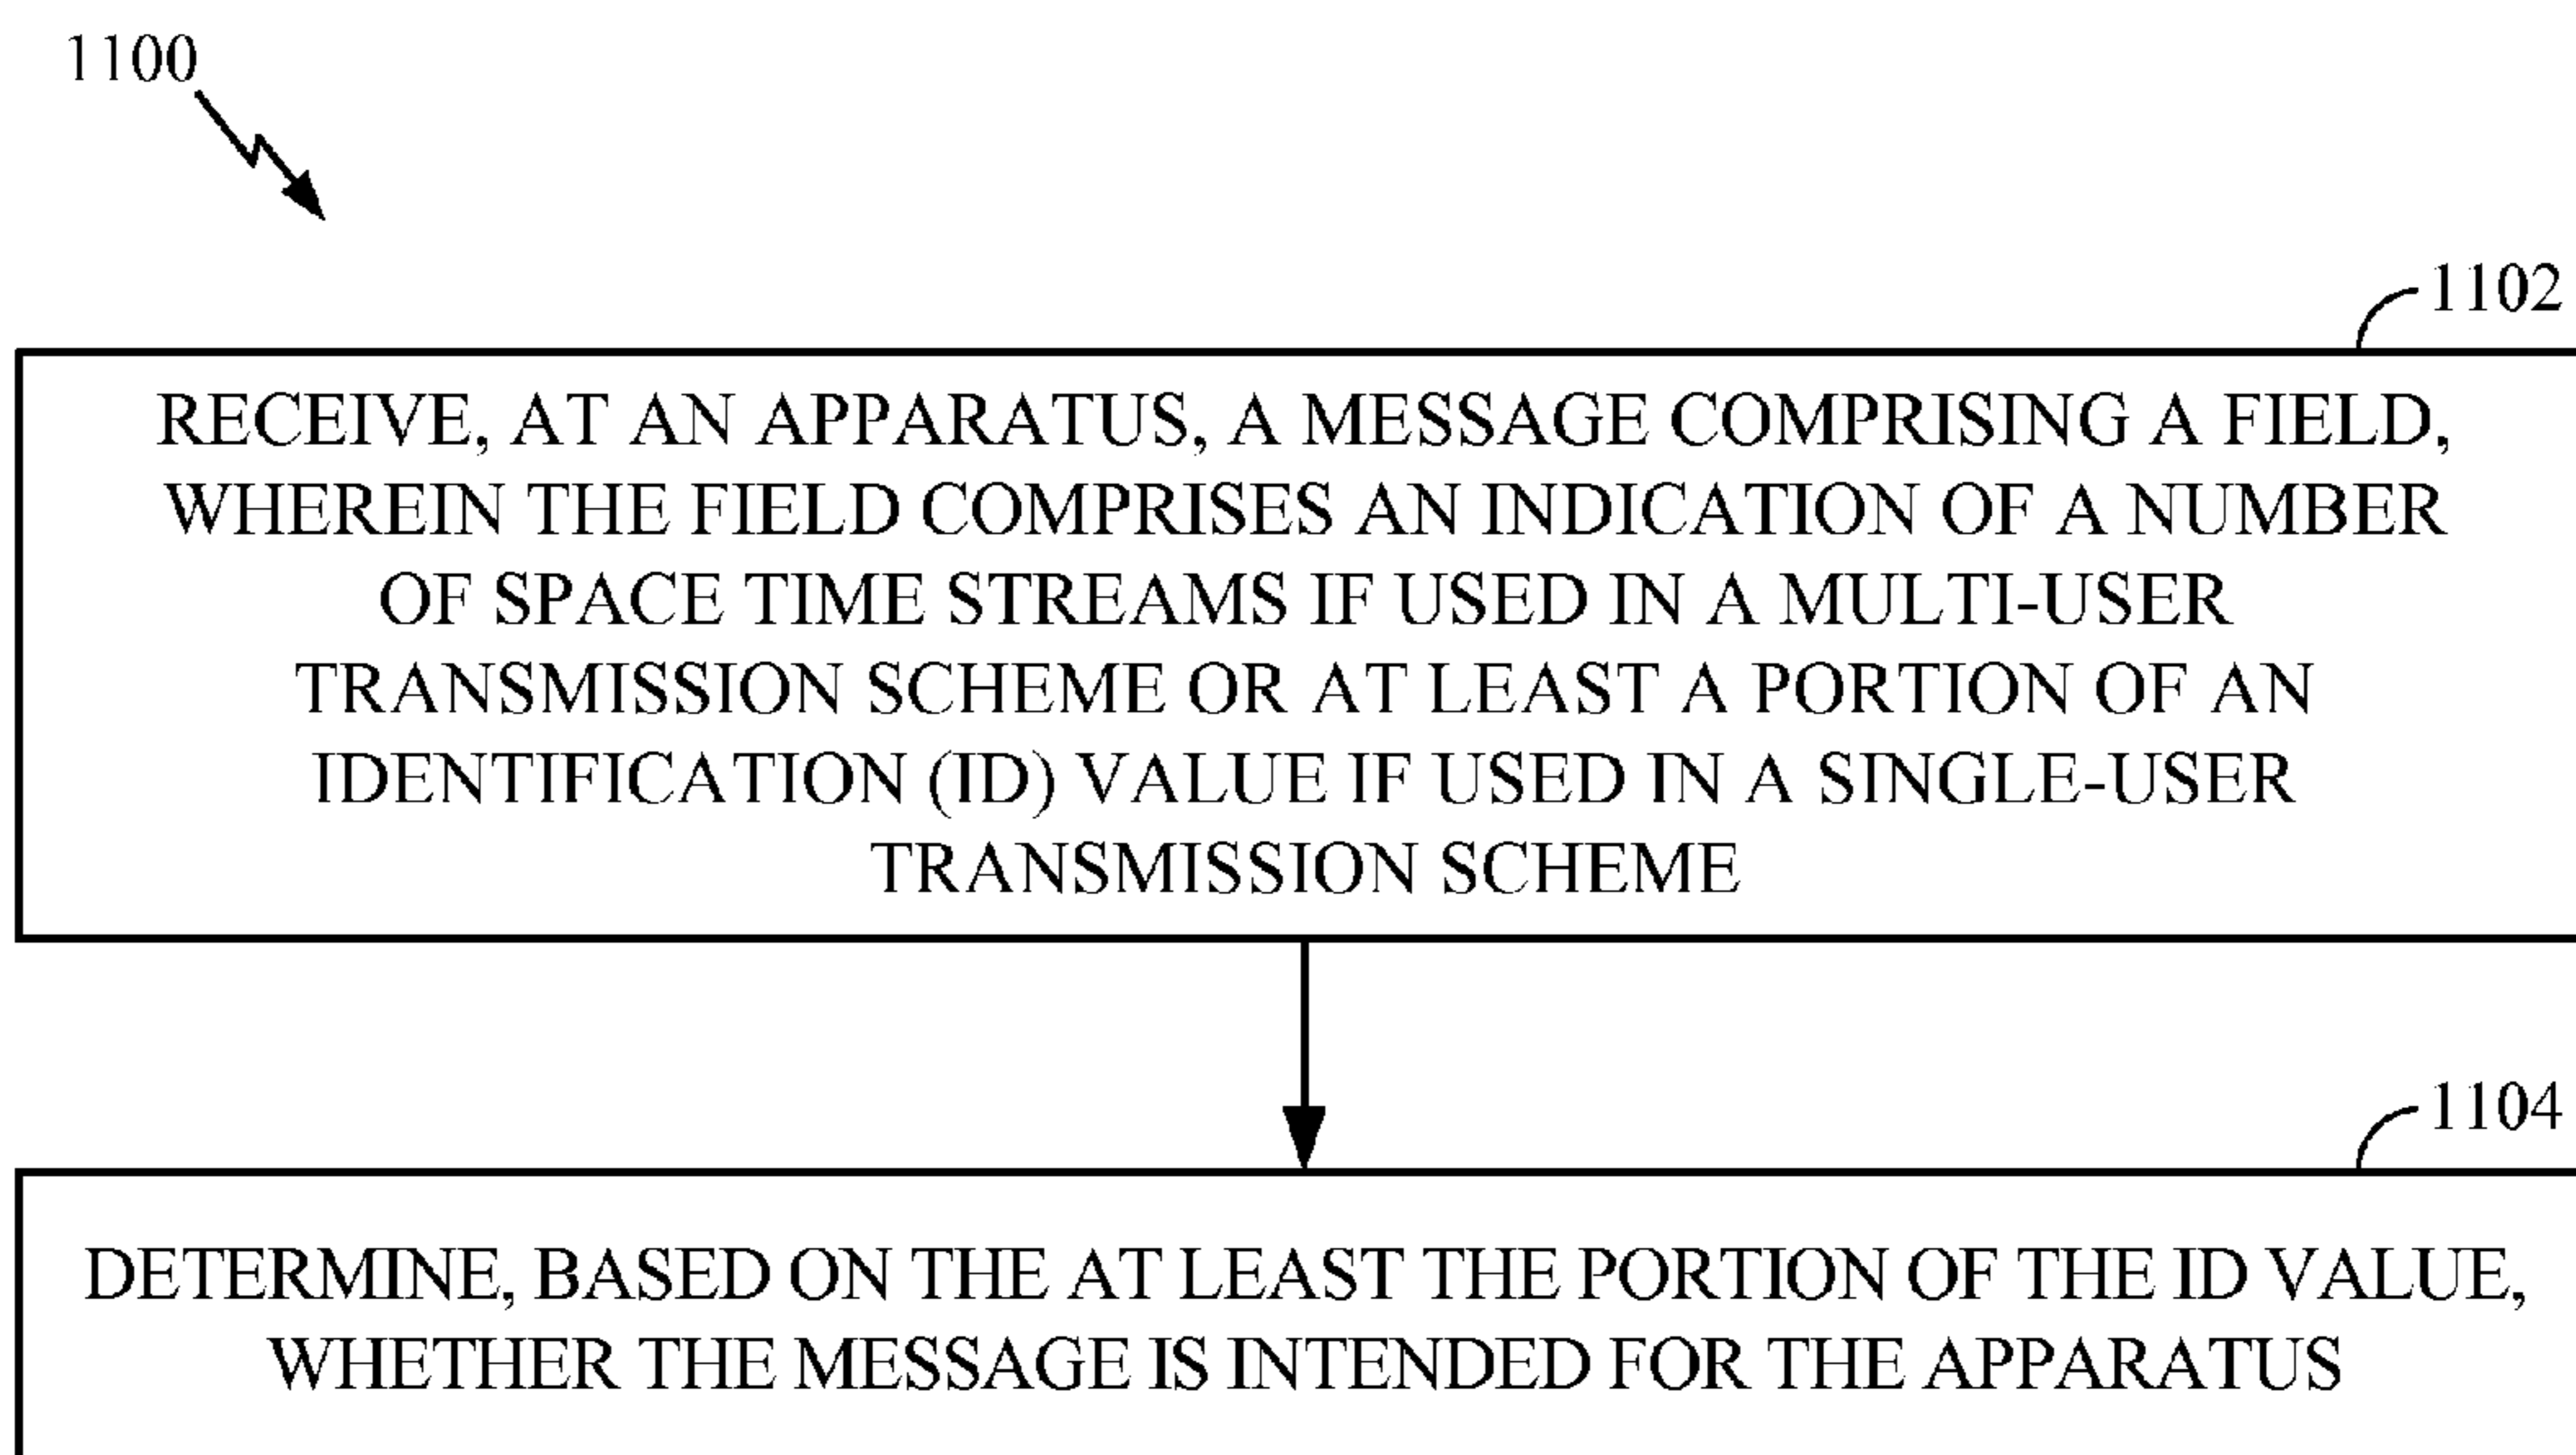 1100
1102
RECEIVE, AT AN APPARATUS, A MESSAGE COMPRISING A FIELD,
WHEREIN THE FIELD COMPRISES AN INDICATION OF A NUMBER
OF SPACE TIME STREAMS IF USED IN A MULTI-USER
TRANSMISSION SCHEME OR AT LEAST A PORTION OF AN
IDENTIFICATION (ID) VALUE IF USED IN A SINGLE-USER
TRANSMISSION SCHEME
1104
DETERMINE, BASED ON THE AT LEAST THE PORTION OF THE ID VALUE,
WHETHER THE MESSAGE IS INTENDED FOR THE APPARATUS